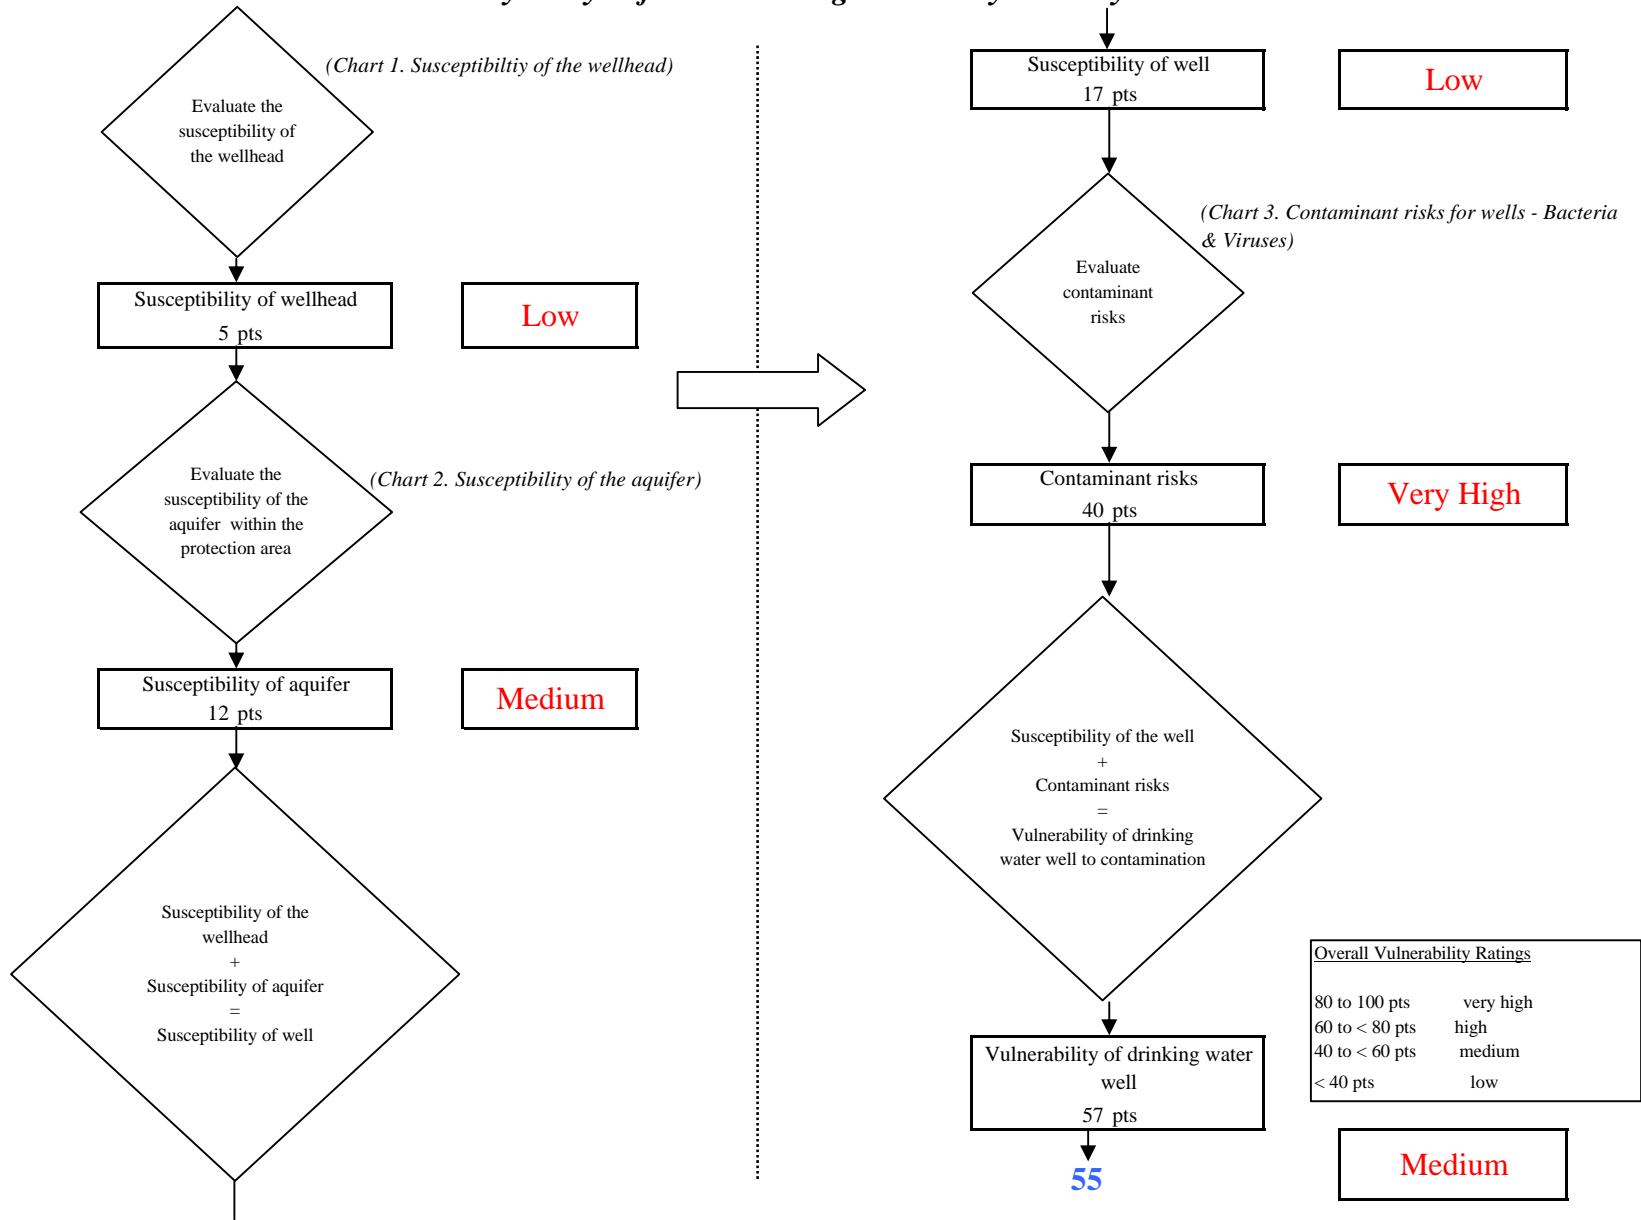 (Chart 1. Susceptibiltiy of the wellhead)
Evaluate the
susceptibility of
the wellhead
Susceptibility of wellhead
5 pts
Low
Evaluate the
susceptibility of the
aquifer within the
protection area
(Chart 2. Susceptibility of the aquifer)
Susceptibility of aquifer
12 pts
Medium
Susceptibility of the
wellhead
+
Susceptibility of aquifer
=
Susceptibility of well
Susceptibility of well
17 pts
Low
(Chart 3. Contaminant risks for wells - Bacteria
& Viruses)
Evaluate
contaminant
risks
Contaminant risks
40 pts
Very High
Susceptibility of the well
+
Contaminant risks
=
Vulnerability of drinking
water well to contamination
Overall Vulnerability Ratings
80 to 100 pts very high
60 to < 80 pts high
40 to < 60 pts medium
< 40 pts low
Vulnerability of drinking water
well
57 pts
55
Medium